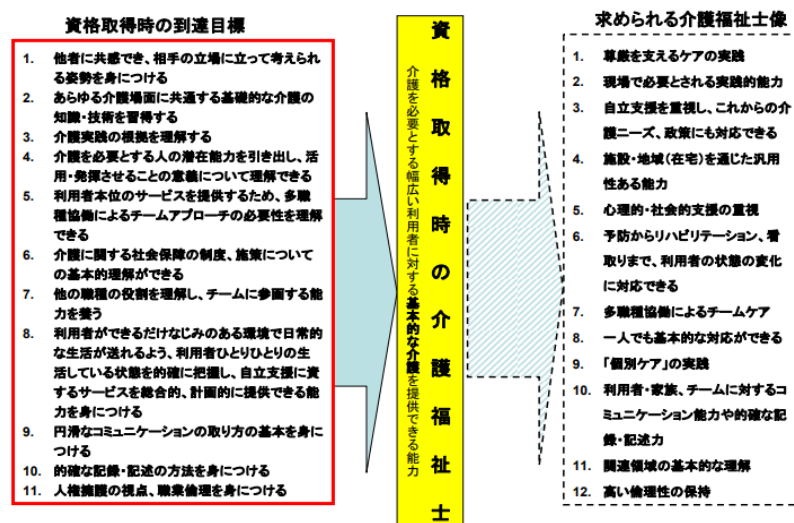 資格取得時の到達目標
1. 他者に共感でき、相手の立場に立って考えられ
る姿勢を身につける
2. あらゆる介護場面に共通する基礎的な介護の
知識・技術を習得する
3. 介護実践の根拠を理解する
4. 介護を必要とする人の潜在能力を引き出し、活
用・発揮させることの意義について理解できる
5. 利用者本位のサービスを提供するため、多職
種協働によるチームアプローチの必要性を理解
できる
6. 介護に関する社会保障の制度、施策について
の基本的理解ができる
7. 他の職種の役割を理解し、チームに参画する能
力を養う
8. 利用者ができるだけなじみのある環境で日常的
な生活が送れるよう、利用者ひとりひとりの生
活している状態を的確に把握し、自立支援に資
するサービスを総合的、計画的に提供できる能
力を身につける
9. 円滑なコミュニケーションの取り方の基本を身に
つける
10. 的確な記録・記述の方法を身につける
11. 人権擁護の視点、職業倫理を身につける
資格取得時の介護福祉士
介護を必要とする幅広い利用者に対する基本的な介護を提供できる能力
求められる介護福祉士像
1. 尊厳を支えるケアの実践
2. 現場で必要とされる実践的能力
3. 自立支援を重視し、これからの介
護ニーズ、政策にも対応できる
4. 施設・地域(在宅)を通じた汎用
性ある能力
5. 心理的・社会的支援の重視
6. 予防からリハビリテーション、看
取りまで、利用者の状態の変化
に対応できる
7. 多職種協働によるチームケア
8. 一人でも基本的な対応ができる
9. 「個別ケア」の実践
10. 利用者・家族、チームに対するコ
ミュニケーション能力や的確な記
録・記述力
11. 関連領域の基本的な理解
12. 高い倫理性の保持